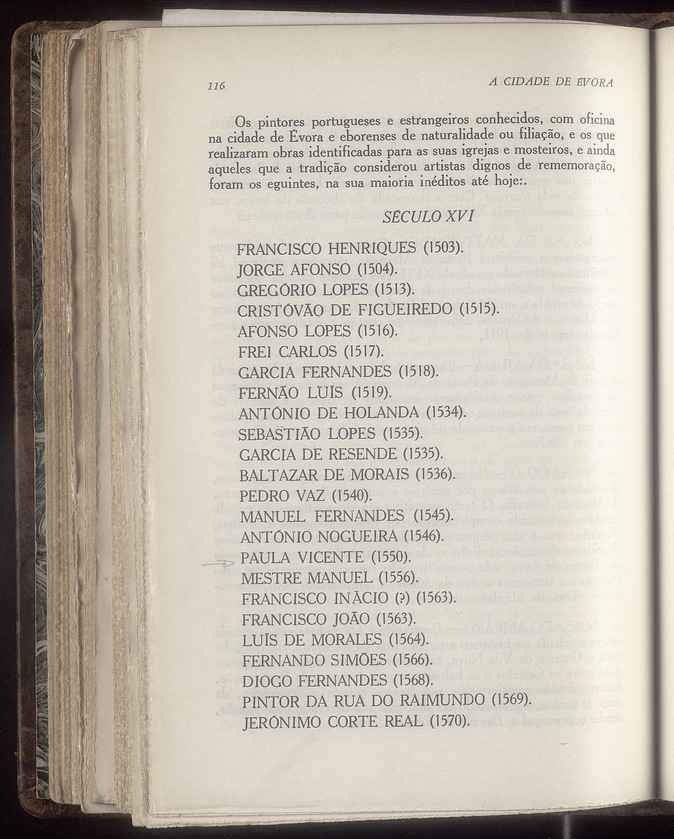 116
A CIDADE DE ÉVORA
Os pintores portugueses e estrangeiros conhecidos, com oficina
na cidade de Évora e eborenses de naturalidade ou filiação, e os que
realizaram obras identificadas para as suas igrejas e mosteiros, e ainda
aqueles que a tradição considerou artistas dignos de rememoração,
foram os eguintes, na sua maioria inéditos até hoje:.
SÉCULO XVI
FRANCISCO HENRIQUES (1503).
JORGE AFONSO (1504).
GREGÓRIO LOPES (1513).
CRISTÓVÃO DE FIGUEIREDO (1515).
AFONSO LOPES (1516).
FREI CARLOS (1517).
GARCIA FERNANDES (1518).
FERNÃO LUÍS (1519).
ANTÓNIO DE HOLANDA (1534).
SEBASTIÃO LOPES (1535).
GARCIA DE RESENDE (1535).
BALTAZAR DE MORAIS (1536).
PEDRO VAZ (1540).
MANUEL FERNANDES (1545).
ANTÓNIO NOGUEIRA (1546).
PAULA VICENTE (1550).
MESTRE MANUEL (1556).
FRANCISCO INÁCIO (?) (1563).
FRANCISCO JOÃO (1563).
LUÍS DE MORALES (1564).
FERNANDO SIMÕES (1566).
DIOGO FERNANDES (1568).
PINTOR DA RUA DO RAIMUNDO (1569).
JERÓNIMO CORTE REAL (1570).